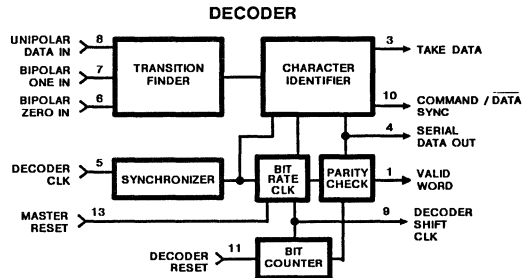 DECODER
UNIPOLAR
DATA IN
8
BIPOLAR
ONE IN
7
BIPOLAR
ZERO IN
6
TRANSITION
FINDER
CHARACTER
IDENTIFIER
3
TAKE DATA
10
COMMAND / DATA
SYNC
4
SERIAL
DATA OUT
DECODER
CLK
5
SYNCHRONIZER
BIT
RATE
CLK
PARITY
CHECK
1
VALID
WORD
MASTER
RESET
13
9
DECODER
SHIFT
CLK
DECODER
RESET
11
BIT
COUNTER